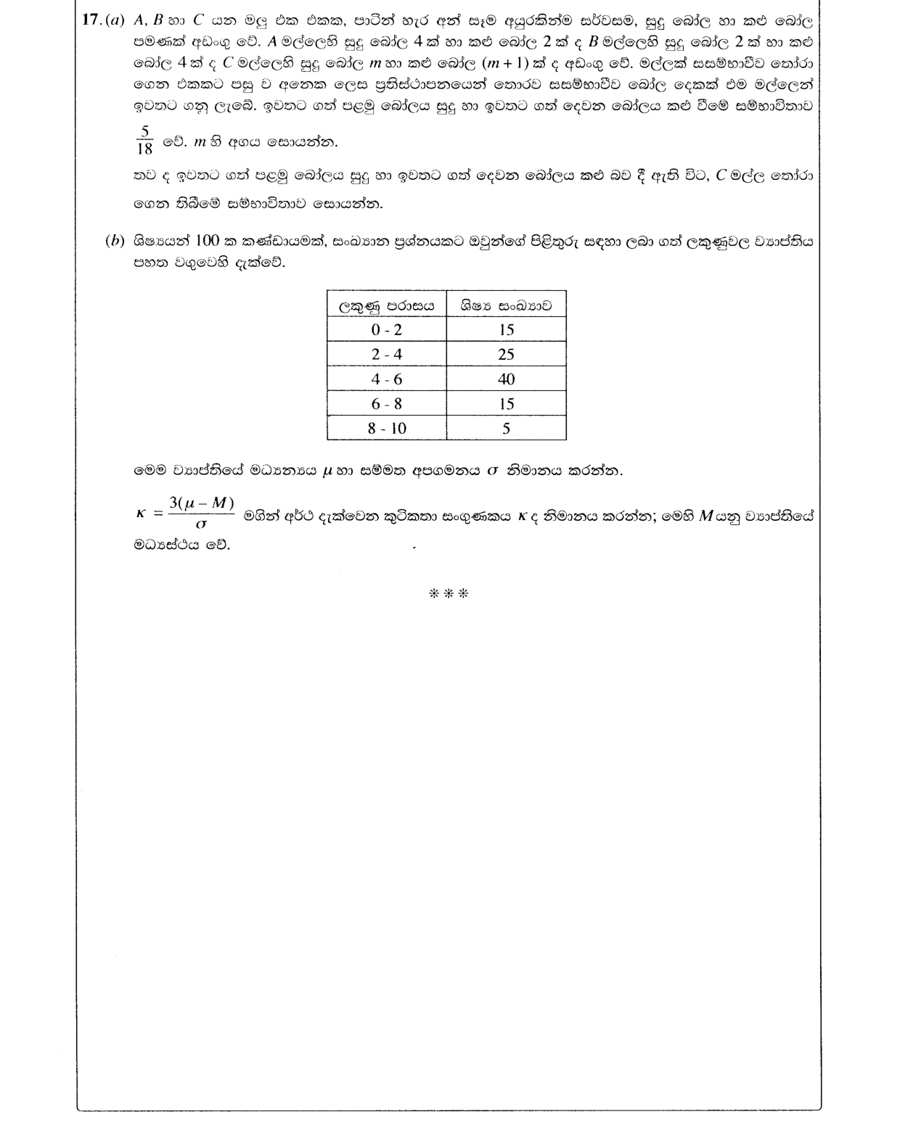 17.(a) A, B හා C යන මලු එක එකක, පාටින් හැර අන් සෑම අයුරකින්ම සර්වසම, සුදු බෝල හා කළු බෝල
පමණක් අඩංගු වේ. A මල්ලෙහි සුදු බෝල 4 ක් හා කළු බෝල 2 ක් ද B මල්ලෙහි සුදු බෝල 2 ක් හා කළු
බෝල 4 ක් ද C මල්ලෙහි සුදු බෝල m හා කළු බෝල (m + 1) ක් ද අඩංගු වේ. මල්ලක් සසම්භාවීව තෝරා
ගෙන එකකට පසු ව අනෙක ලෙස ප්‍රතිස්ථාපනයෙන් තොරව සසම්භාවීව බෝල දෙකක් එම මල්ලෙන්
ඉවතට ගනු ලැබේ. ඉවතට ගත් පළමු බෝලය සුදු හා ඉවතට ගත් දෙවන බෝලය කළු වීමේ සම්භාවිතාව
5/18 වේ. m හි අගය සොයන්න.
තව ද ඉවතට ගත් පළමු බෝලය සුදු හා ඉවතට ගත් දෙවන බෝලය කළු බව දී ඇති විට, C මල්ල තෝරා
ගෙන තිබීමේ සම්භාවිතාව සොයන්න.
(b) ශිෂ්‍යයන් 100 ක කණ්ඩායමක්, සංඛ්‍යාන ප්‍රශ්නයකට ඔවුන්ගේ පිළිතුරු සඳහා ලබා ගත් ලකුණුවල ව්‍යාප්තිය
පහත වගුවෙහි දැක්වේ.
ලකුණු පරාසය ශිෂ්‍ය සංඛ්‍යාව
0 - 2 15
2 - 4 25
4 - 6 40
6 - 8 15
8 - 10 5
මෙම ව්‍යාප්තියේ මධ්‍යන්‍යය μ හා සම්මත අපගමනය σ නිමානය කරන්න.
κ = 3(μ – M)/σ මගින් අර්ථ දැක්වෙන කුටිකතා සංගුණකය κ ද නිමානය කරන්න; මෙහි M යනු ව්‍යාප්තියේ
මධ්‍යස්ථය වේ.
***